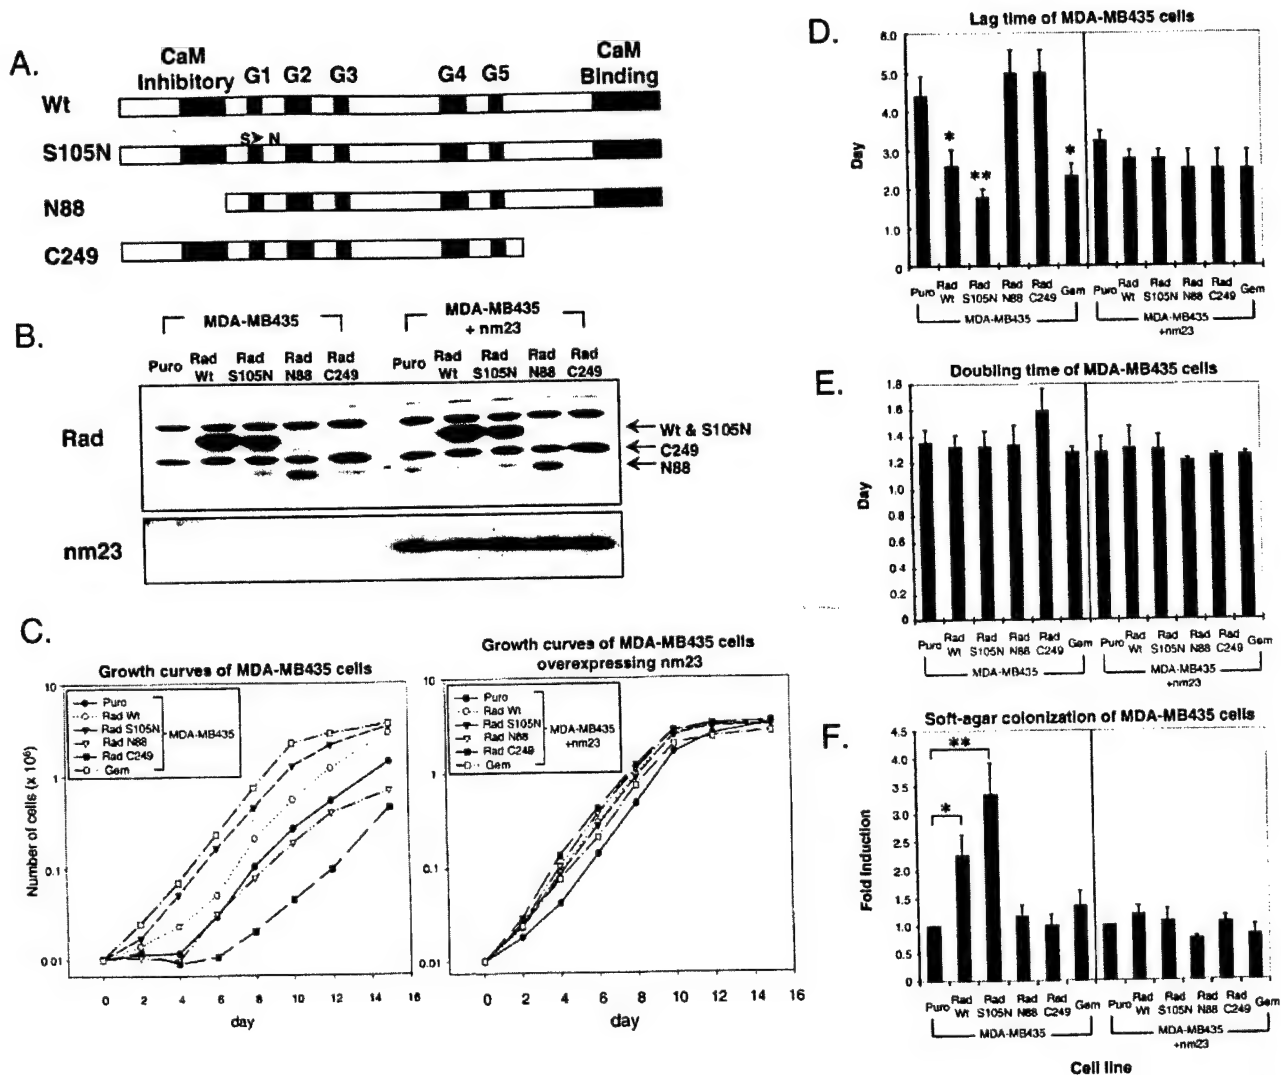 A.
CaM
Inhibitory G1 G2 G3 G4 G5 CaM
Binding
Wt
S105N
S➤N
N88
C249
B.
MDA-MB435
MDA-MB435
+ nm23
Puro Rad
Wt Rad
S105N Rad
N88 Rad
C249
Puro Rad
Wt Rad
S105N Rad
N88 Rad
C249
Rad
Wt & S105N
C249
N88
nm23
C.
Growth curves of MDA-MB435 cells
Number of cells (x 10⁶)
10
1
0.1
0.01
Puro
Rad Wt
Rad S105N
Rad N88
Rad C249
Gem
MDA-MB435
0 2 4 6 8 10 12 14 16
day
Growth curves of MDA-MB435 cells
overexpressing nm23
10
1
0.1
0.01
Puro
Rad Wt
Rad S105N
Rad N88
Rad C249
Gem
MDA-MB435
+nm23
0 2 4 6 8 10 12 14 16
day
D.
Lag time of MDA-MB435 cells
Day
6.0
5.0
4.0
3.0
2.0
1.0
0
*
**
*
Puro Rad
Wt Rad
S105N Rad
N88 Rad
C249 Gem
Puro Rad
Wt Rad
S105N Rad
N88 Rad
C249 Gem
MDA-MB435
MDA-MB435
+nm23
E.
Doubling time of MDA-MB435 cells
Day
1.8
1.6
1.4
1.2
1.0
0.8
0.6
0.4
0.2
0
Puro Rad
Wt Rad
S105N Rad
N88 Rad
C249 Gem
Puro Rad
Wt Rad
S105N Rad
N88 Rad
C249 Gem
MDA-MB435
MDA-MB435
+nm23
F.
Soft-agar colonization of MDA-MB435 cells
Fold Induction
4.5
4.0
3.5
3.0
2.5
2.0
1.5
1.0
0.5
0
**
*
Puro Rad
Wt Rad
S105N Rad
N88 Rad
C249 Gem
Puro Rad
Wt Rad
S105N Rad
N88 Rad
C249 Gem
MDA-MB435
MDA-MB435
+nm23
Cell line